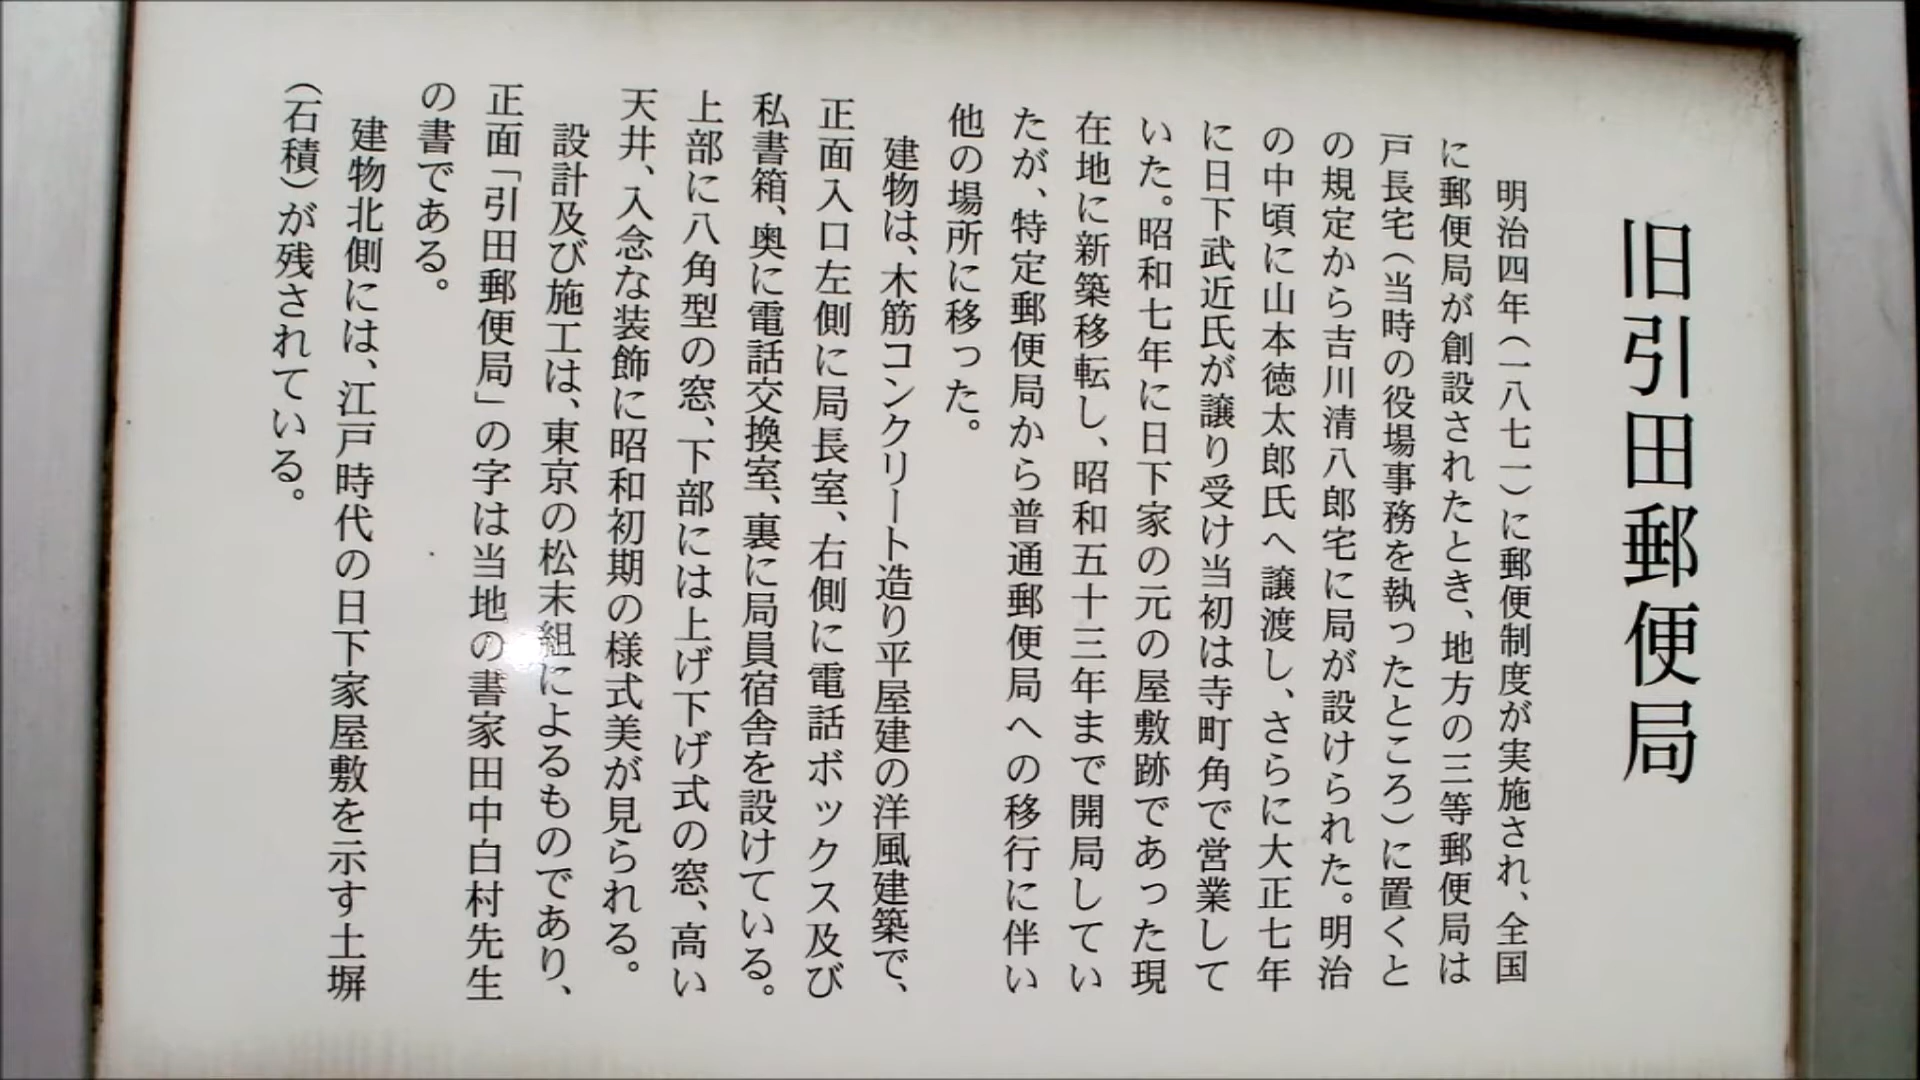 旧引田郵便局
明治四年(一八七一)に郵便制度が実施され、全国
に郵便局が創設されたとき、地方の三等郵便局は
戸長宅(当時の役場事務を執ったところ)に置くと
の規定から吉川清八郎宅に局が設けられた。明治
の中頃に山本徳太郎氏へ譲渡し、さらに大正七年
に日下武近氏が譲り受け当初は寺町角で営業して
いた。昭和七年に日下家の元の屋敷跡であった現
在地に新築移転し、昭和五十三年まで開局してい
たが、特定郵便局から普通郵便局への移行に伴い
他の場所に移った。
建物は、木筋コンクリート造り平屋建の洋風建築で、
正面入口左側に局長室、右側に電話ボックス及び
私書箱、奥に電話交換室、裏に局員宿舎を設けている。
上部に八角型の窓、下部には上げ下げ式の窓、高い
天井、入念な装飾に昭和初期の様式美が見られる。
設計及び施工は、東京の松末組によるものであり、
正面「引田郵便局」の字は当地の書家田中白村先生
の書である。
建物北側には、江戸時代の日下家屋敷を示す土塀
(石積)が残されている。